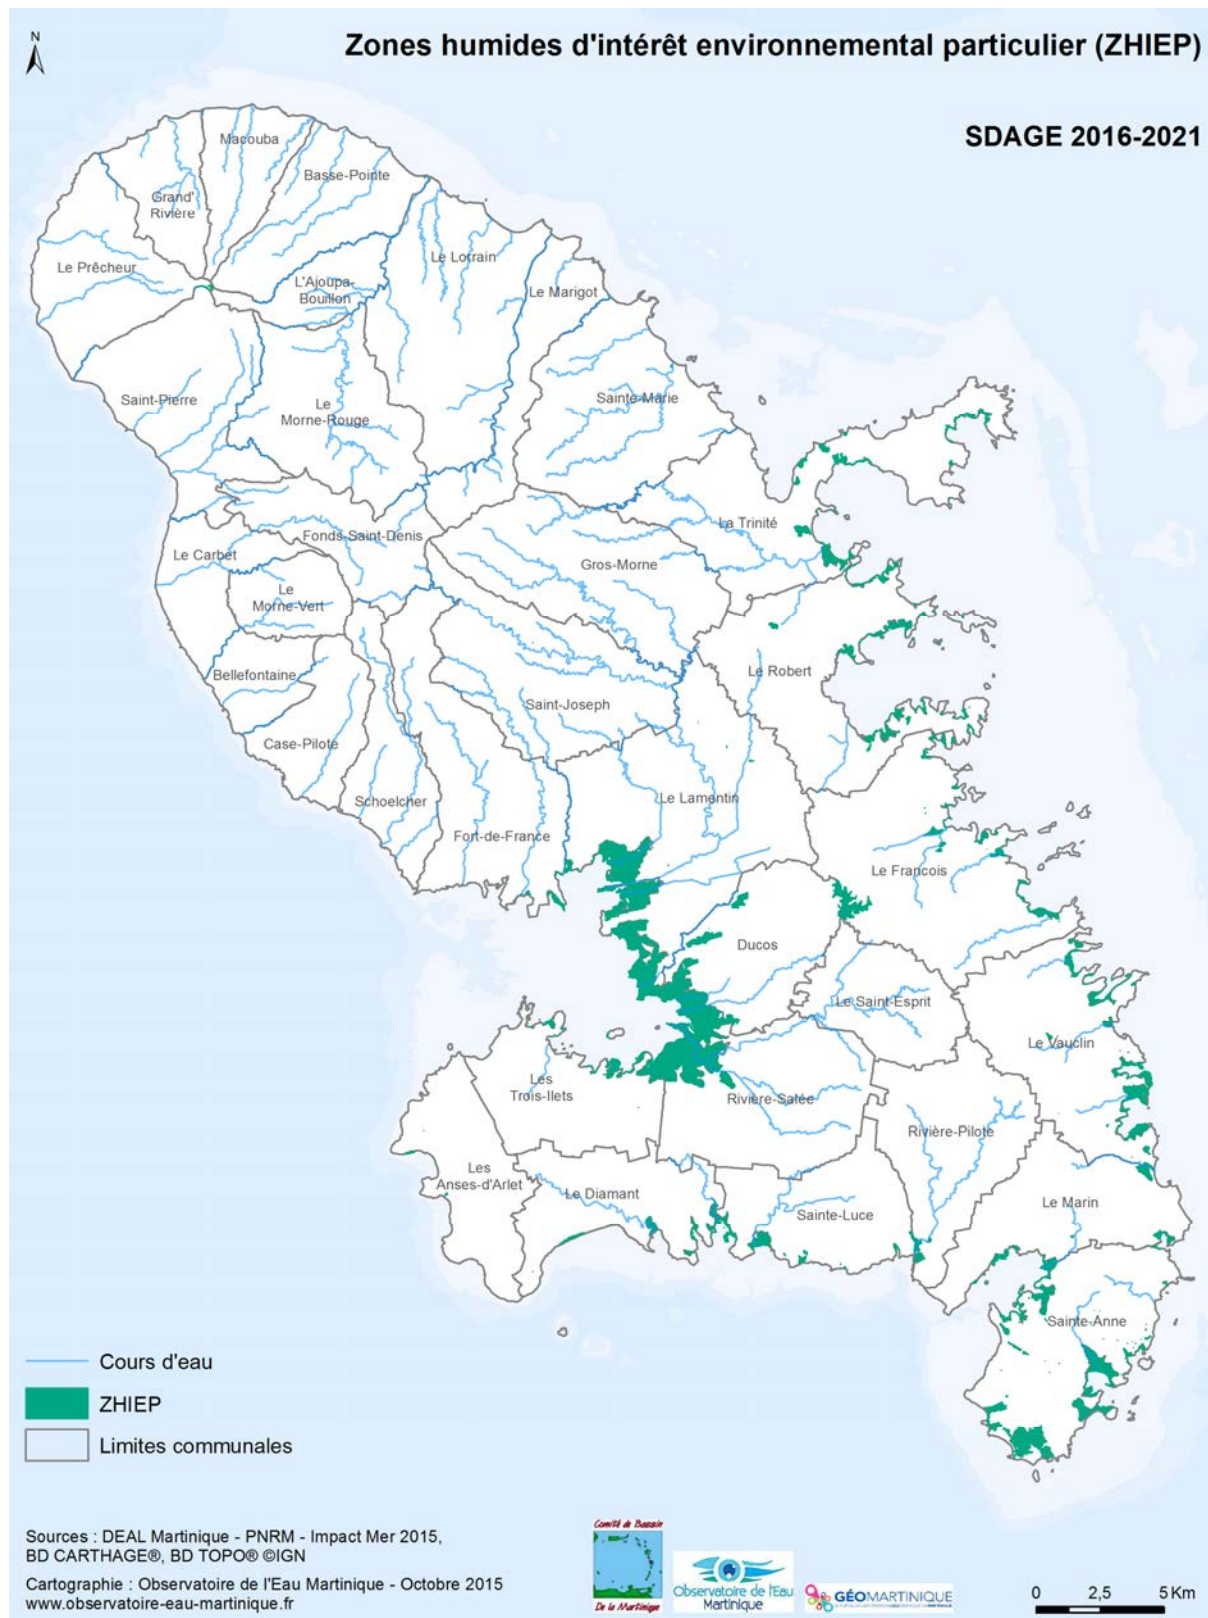 N
Zones humides d'intérêt environnemental particulier (ZHIEP)
SDAGE 2016-2021
Macouba
Basse-Pointe
Grand'
Rivière
Le Prêcheur
L'Ajoupa-
Bouillon
Le Lorrain
Le Marigot
Saint-Pierre
Le
Morne-Rouge
Sainte-Marie
La Trinité
Fonds-Saint-Denis
Le Carbet
Gros-Morne
Le
Morne-Vert
Bellefontaine
Le Robert
Saint-Joseph
Case-Pilote
Schoelcher
Le Lamentin
Fort-de-France
Le François
Ducos
Le Saint-Esprit
Le Vauclin
Les
Trois-Ilets
Rivière-Salée
Rivière-Pilote
Les
Anses-d'Arlet
Le Diamant
Sainte-Luce
Le Marin
Sainte-Anne
Cours d'eau
ZHIEP
Limites communales
Sources : DEAL Martinique - PNRM - Impact Mer 2015,
BD CARTHAGE®, BD TOPO® ©IGN
Cartographie : Observatoire de l'Eau Martinique - Octobre 2015
www.observatoire-eau-martinique.fr
Comité de Bassin
De la Martinique
Observatoire de l'Eau
Martinique
GÉOMARTINIQUE
0 2,5 5 Km